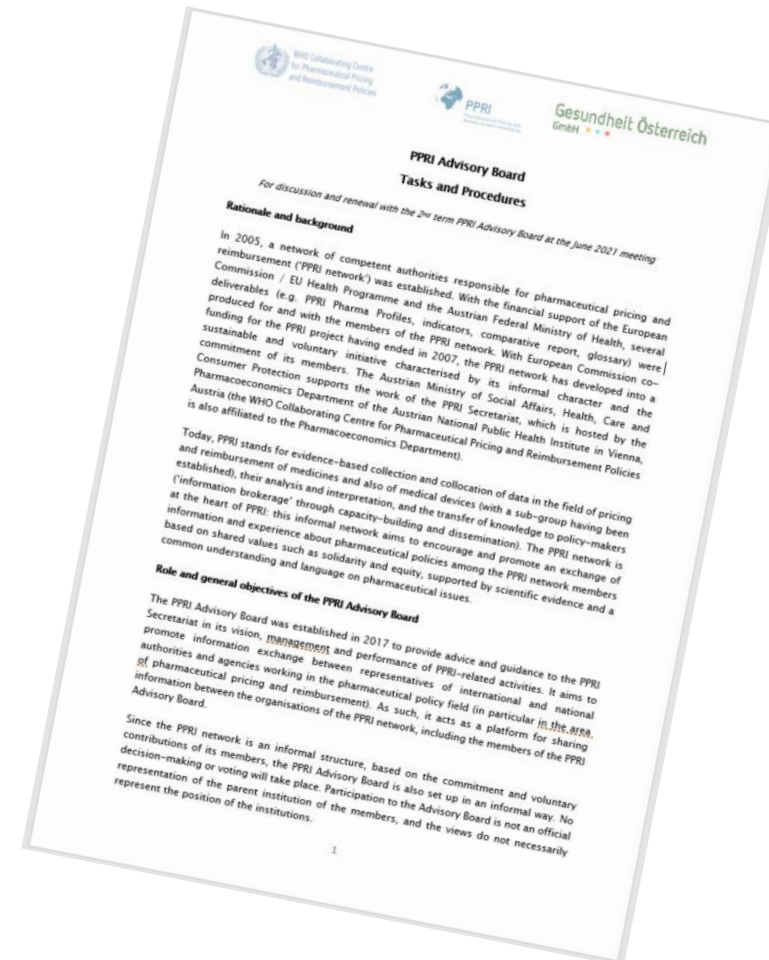 WHO Collaborating Centre
for Pharmaceutical Pricing
and Reimbursement Policies
PPRI
Gesundheit Österreich
GmbH
PPRI Advisory Board
Tasks and Procedures
For discussion and renewal with the 2nd term PPRI Advisory Board at the June 2021 meeting
Rationale and background
In 2005, a network of competent authorities responsible for pharmaceutical pricing and
reimbursement ('PPRI network') was established. With the financial support of the European
Commission / EU Health Programme and the Austrian Federal Ministry of Health, several
deliverables (e.g. PPRI Pharma Profiles, indicators, comparative report, glossary) were
produced for and with the members of the PPRI network. With European Commission co-
funding for the PPRI project having ended in 2007, the PPRI network has developed into a
sustainable and voluntary initiative characterised by its informal character and the
commitment of its members. The Austrian Ministry of Social Affairs, Health, Care and
Consumer Protection supports the work of the PPRI Secretariat, which is hosted by the
Pharmacoeconomics Department of the Austrian National Public Health Institute in Vienna,
Austria (the WHO Collaborating Centre for Pharmaceutical Pricing and Reimbursement Policies
is also affiliated to the Pharmacoeconomics Department).
Today, PPRI stands for evidence-based collection and collocation of data in the field of pricing
and reimbursement of medicines and also of medical devices (with a sub-group having been
established), their analysis and interpretation, and the transfer of knowledge to policy-makers
('information brokerage' through capacity-building and dissemination). The PPRI network is
at the heart of PPRI: this informal network aims to encourage and promote an exchange of
information and experience about pharmaceutical policies among the PPRI network members
based on shared values such as solidarity and equity, supported by scientific evidence and a
common understanding and language on pharmaceutical issues.
Role and general objectives of the PPRI Advisory Board
The PPRI Advisory Board was established in 2017 to provide advice and guidance to the PPRI
Secretariat in its vision, management and performance of PPRI-related activities. It aims to
promote information exchange between representatives of international and national
authorities and agencies working in the pharmaceutical policy field (in particular in the area
of pharmaceutical pricing and reimbursement). As such, it acts as a platform for sharing
information between the organisations of the PPRI network, including the members of the PPRI
Advisory Board.
Since the PPRI network is an informal structure, based on the commitment and voluntary
contributions of its members, the PPRI Advisory Board is also set up in an informal way. No
decision-making or voting will take place. Participation to the Advisory Board is not an official
representation of the parent institution of the members, and the views do not necessarily
represent the position of the institutions.
1